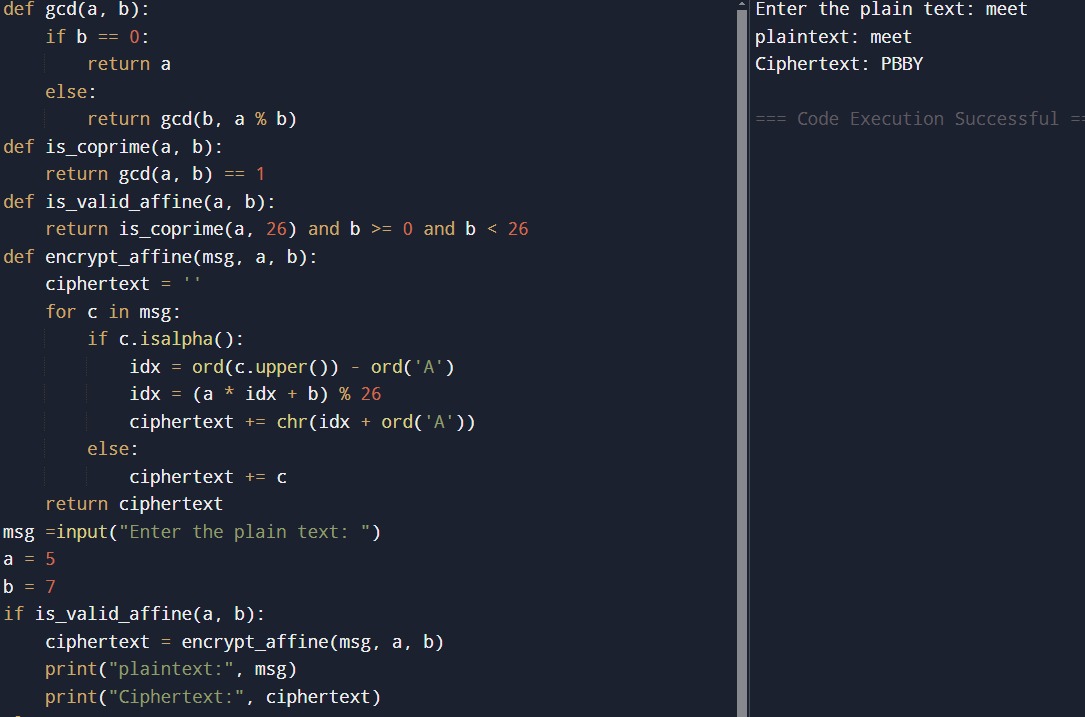 def gcd(a, b):
    if b == 0:
        return a
    else:
        return gcd(b, a % b)
def is_coprime(a, b):
    return gcd(a, b) == 1
def is_valid_affine(a, b):
    return is_coprime(a, 26) and b >= 0 and b < 26
def encrypt_affine(msg, a, b):
    ciphertext = ''
    for c in msg:
        if c.isalpha():
            idx = ord(c.upper()) - ord('A')
            idx = (a * idx + b) % 26
            ciphertext += chr(idx + ord('A'))
        else:
            ciphertext += c
    return ciphertext
msg =input("Enter the plain text: ")
a = 5
b = 7
if is_valid_affine(a, b):
    ciphertext = encrypt_affine(msg, a, b)
    print("plaintext:", msg)
    print("Ciphertext:", ciphertext)
Enter the plain text: meet
plaintext: meet
Ciphertext: PBBY
=== Code Execution Successful ==